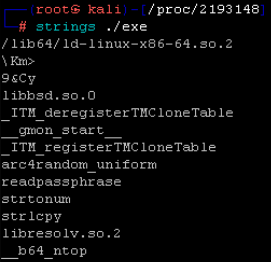 (root㉿kali)-[/proc/2193148]
# strings ./exe
/lib64/ld-linux-x86-64.so.2
\Km>
9&Cy
libbsd.so.0
_ITM_deregisterTMCloneTable
__gmon_start__
_ITM_registerTMCloneTable
arc4random_uniform
readpassphrase
strtonum
strlcpy
libresolv.so.2
__b64_ntop